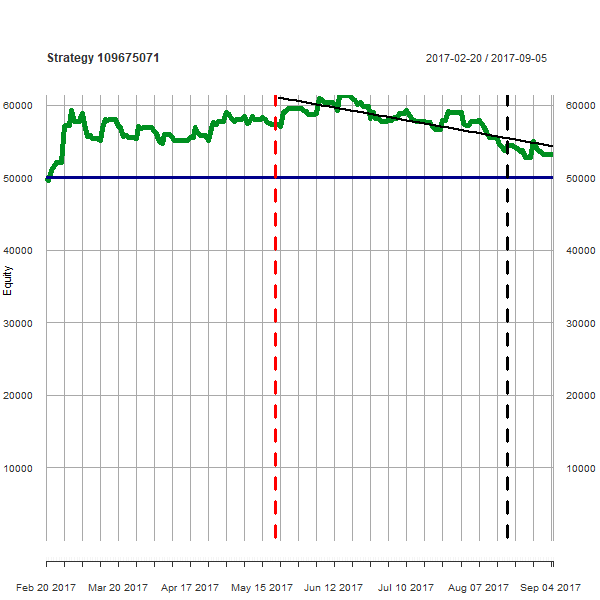 Strategy 109675071 2017-02-20 / 2017-09-05
60000 60000
50000 50000
40000 40000
Equity
30000 30000
20000 20000
10000 10000
Feb 20 2017 Mar 20 2017 Apr 17 2017 May 15 2017 Jun 12 2017 Jul 10 2017 Aug 07 2017 Sep 04 2017